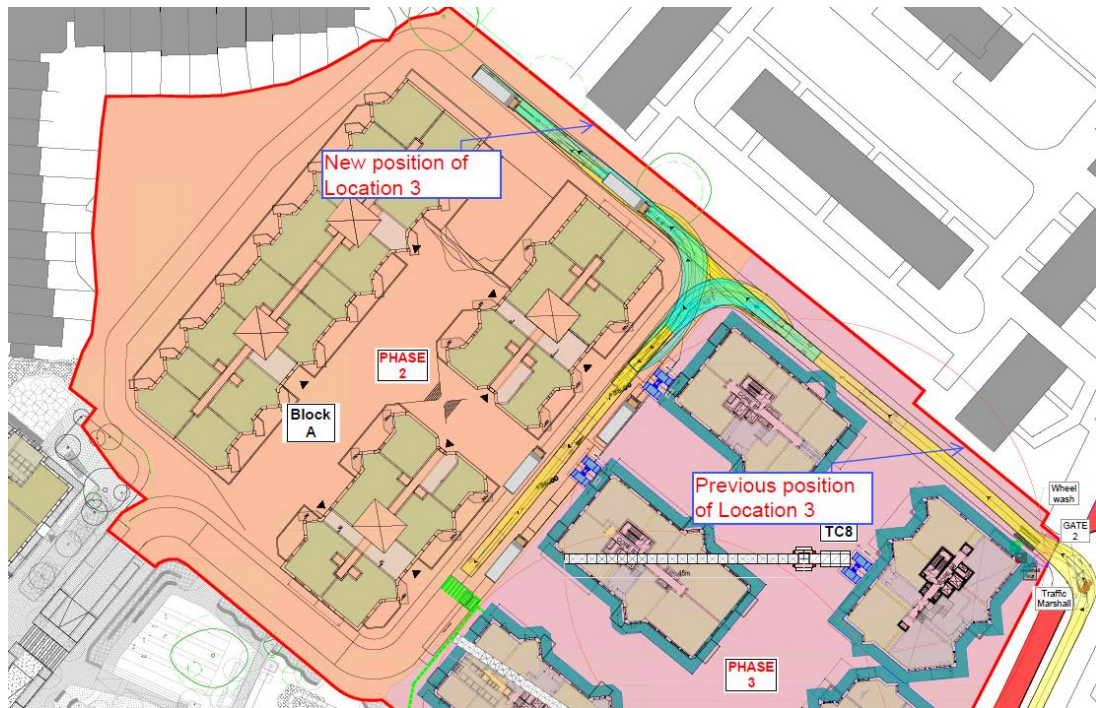 New position of
Location 3
PHASE
2
Block
A
Previous position
of Location 3
TC8
45m
Wheel
wash
GATE
2
Traffic
Marshall
PHASE
3